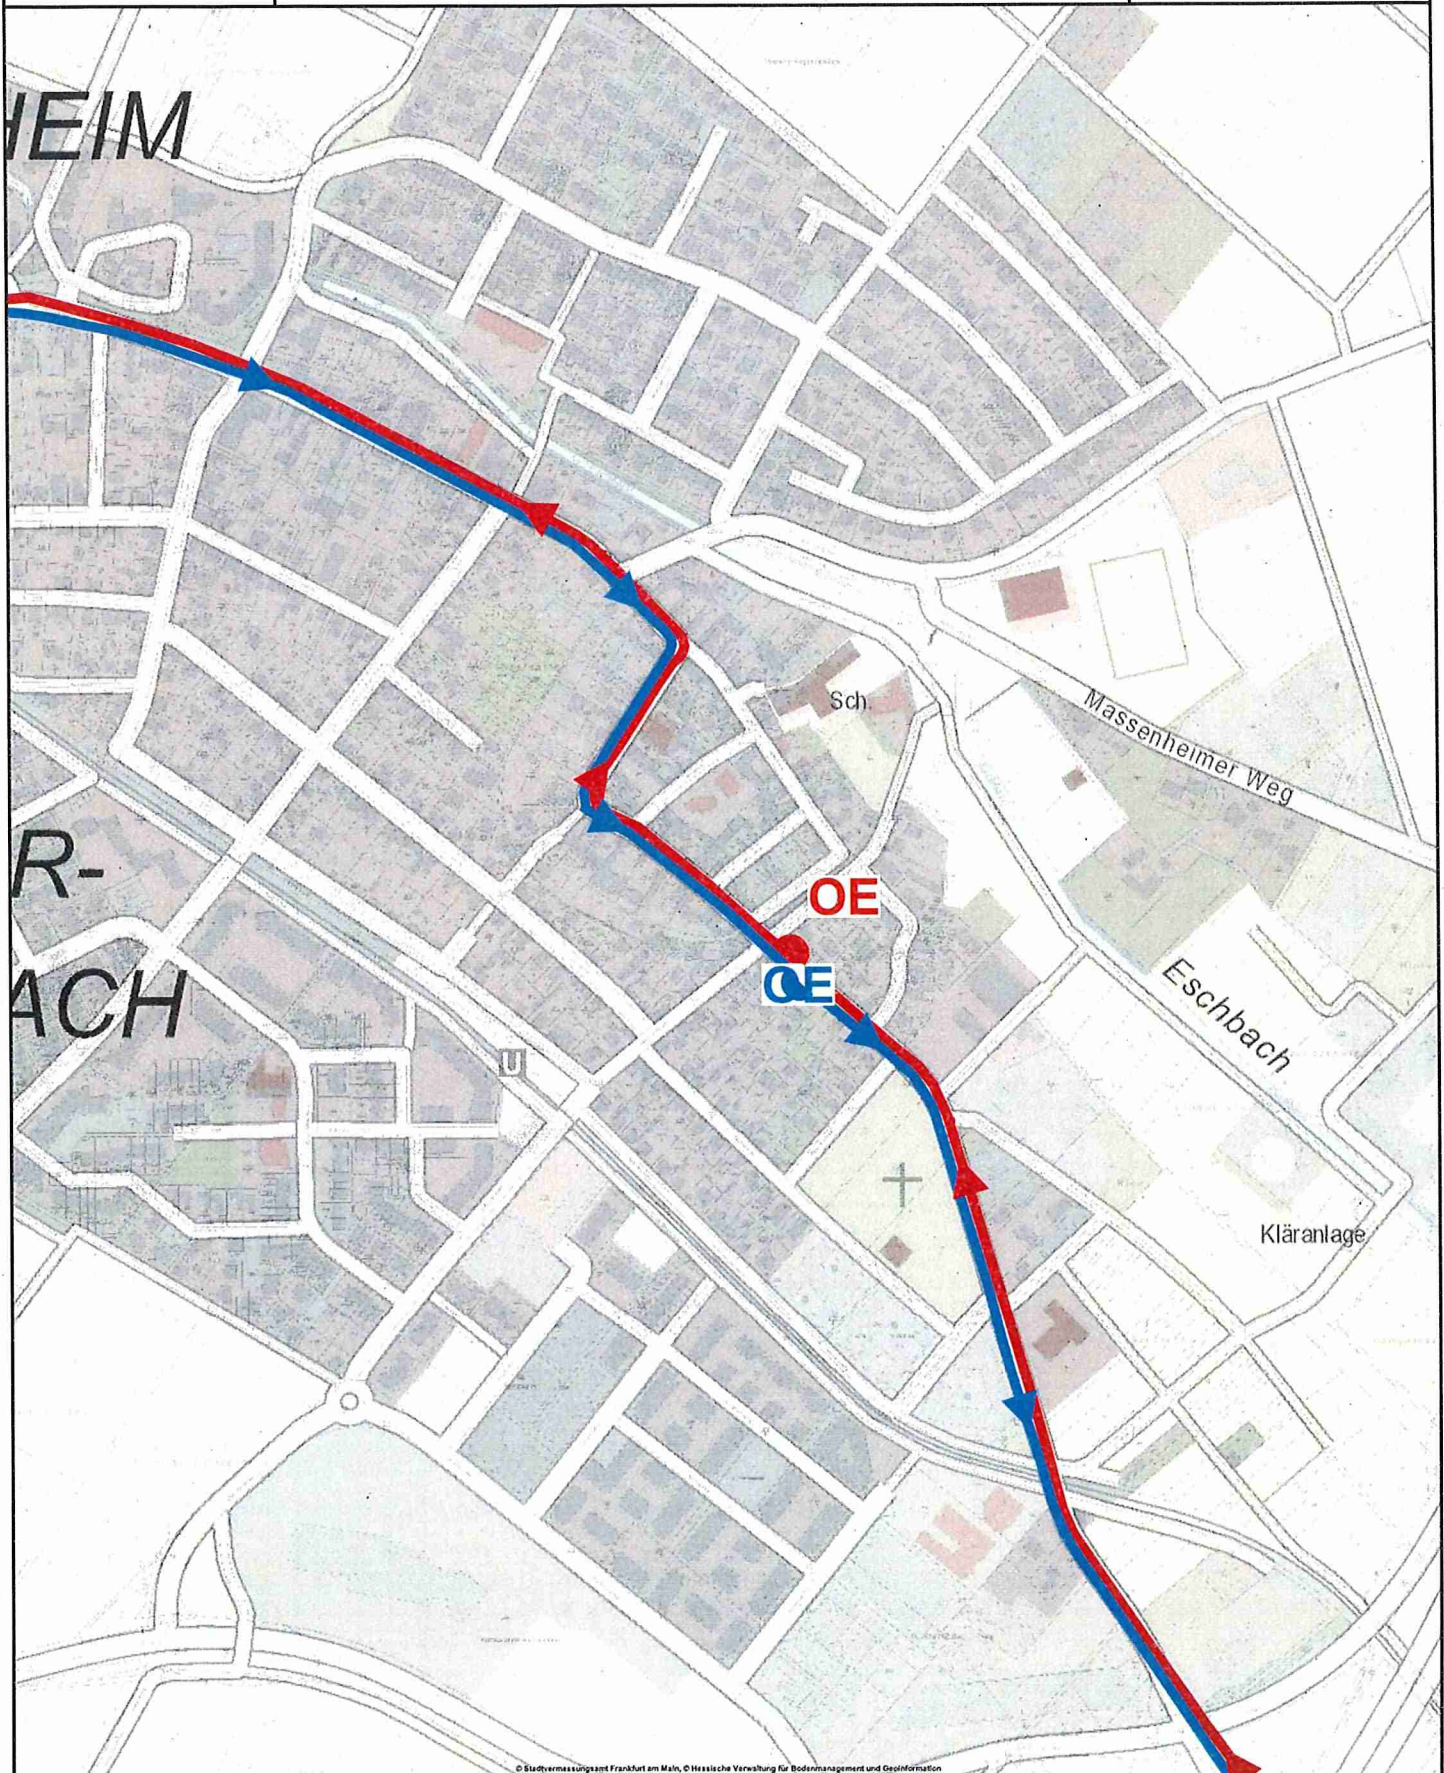 HEIM
Sch.
Massenheimer Weg
R-
OE
OE
ACH
Eschbach
U
Kläranlage
© Stadtvermessungsamt Frankfurt am Main, © Hessische Verwaltung für Bodenmanagement und Geoinformation